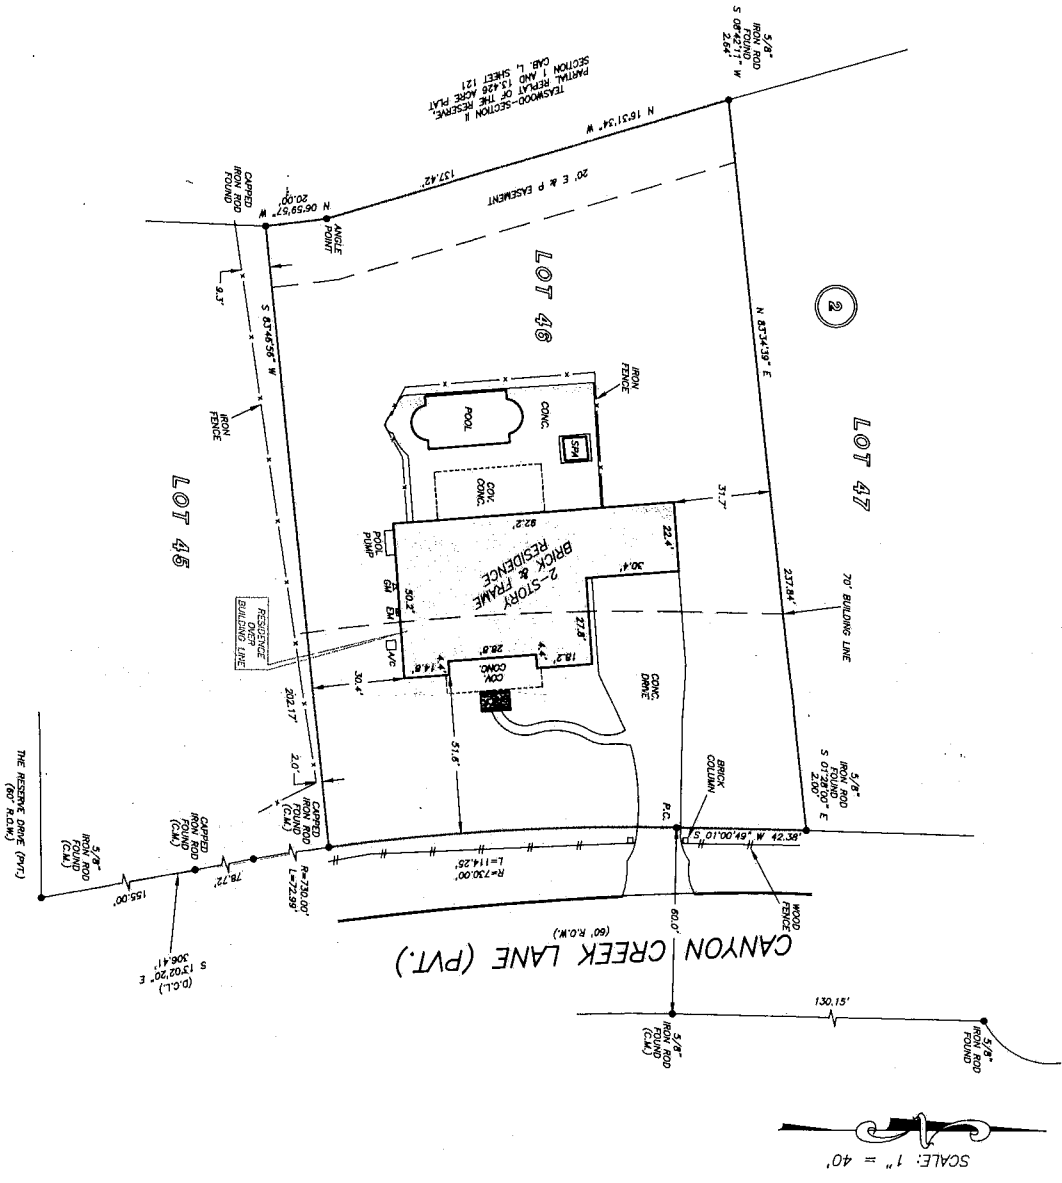 5/8"
IRON ROD
FOUND
S 08°42'11" W
2.64'
TEASWOOD-SECTION II
PARTIAL REPLAT OF THE RESERVE,
SECTION 1 AND 13.426 ACRE PLAT
CAB. L, SHEET 121
N 16°31'34" W
137.42'
20' E & P EASEMENT
CAPPED
IRON ROD
FOUND
N 06°59'57" W
20.00'
ANGLE
POINT
9.3'
S 83°46'56" W
LOT 46
2
N 83°34'39" E
IRON
FENCE
IRON
FENCE
LOT 47
LOT 45
POOL
CONC.
SPA
COV.
CONC.
31.7'
92.2'
22.4'
30.4'
2-STORY
BRICK & FRAME
RESIDENCE
POOL
PUMP
GM
EM
50.2'
A/C
27.8'
237.84'
70' BUILDING LINE
RESIDENCE
OVER
BUILDING LINE
4.4'
14.8'
28.8'
4.4'
18.2'
COV.
CONC.
30.4'
CONC.
DRIVE
202.17'
51.8'
2.0'
BRICK
COLUMN
P.C.
5/8"
IRON ROD
FOUND
S 01°28'00" E
2.00'
S 01°00'49" W 42.38'
CAPPED
IRON ROD
FOUND
(C.M.)
R=730.00'
L=114.25'
R=730.00'
L=72.99'
WOOD
FENCE
CAPPED
IRON ROD
FOUND
(C.M.)
78.72'
155.00'
5/8"
IRON ROD
FOUND
(C.M.)
THE RESERVE DRIVE (PVT.)
(60' R.O.W.)
(D.C.L.)
S 13°02'20" E
306.41'
60.0'
(60' R.O.W.)
CANYON CREEK LANE (PVT.)
130.15'
5/8"
IRON ROD
FOUND
(C.M.)
5/8"
IRON ROD
FOUND
SCALE: 1" = 40'